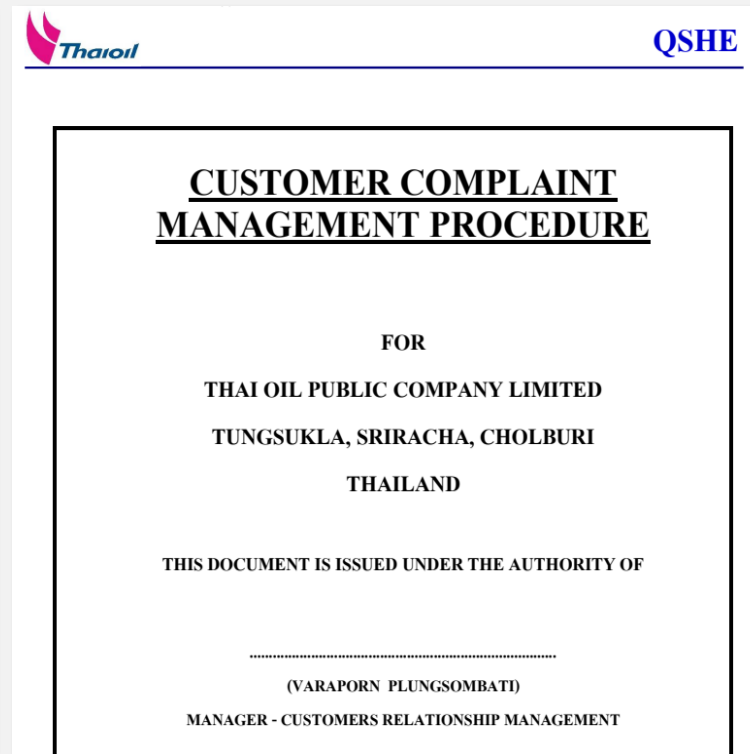 Thaioil
QSHE
CUSTOMER COMPLAINT
MANAGEMENT PROCEDURE
FOR
THAI OIL PUBLIC COMPANY LIMITED
TUNGSUKLA, SRIRACHA, CHOLBURI
THAILAND
THIS DOCUMENT IS ISSUED UNDER THE AUTHORITY OF
................................................................................
(VARAPORN PLUNGSOMBATI)
MANAGER - CUSTOMERS RELATIONSHIP MANAGEMENT